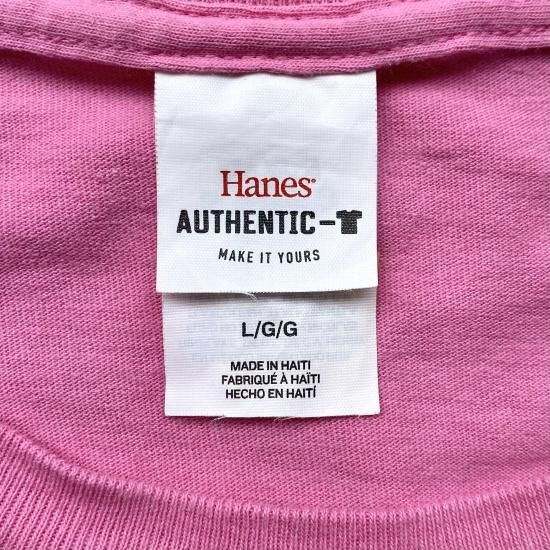 Hanes®
AUTHENTIC-
MAKE IT YOURS
L/G/G
MADE IN HAITI
FABRIQUÉ À HAÏTI
HECHO EN HAITÍ